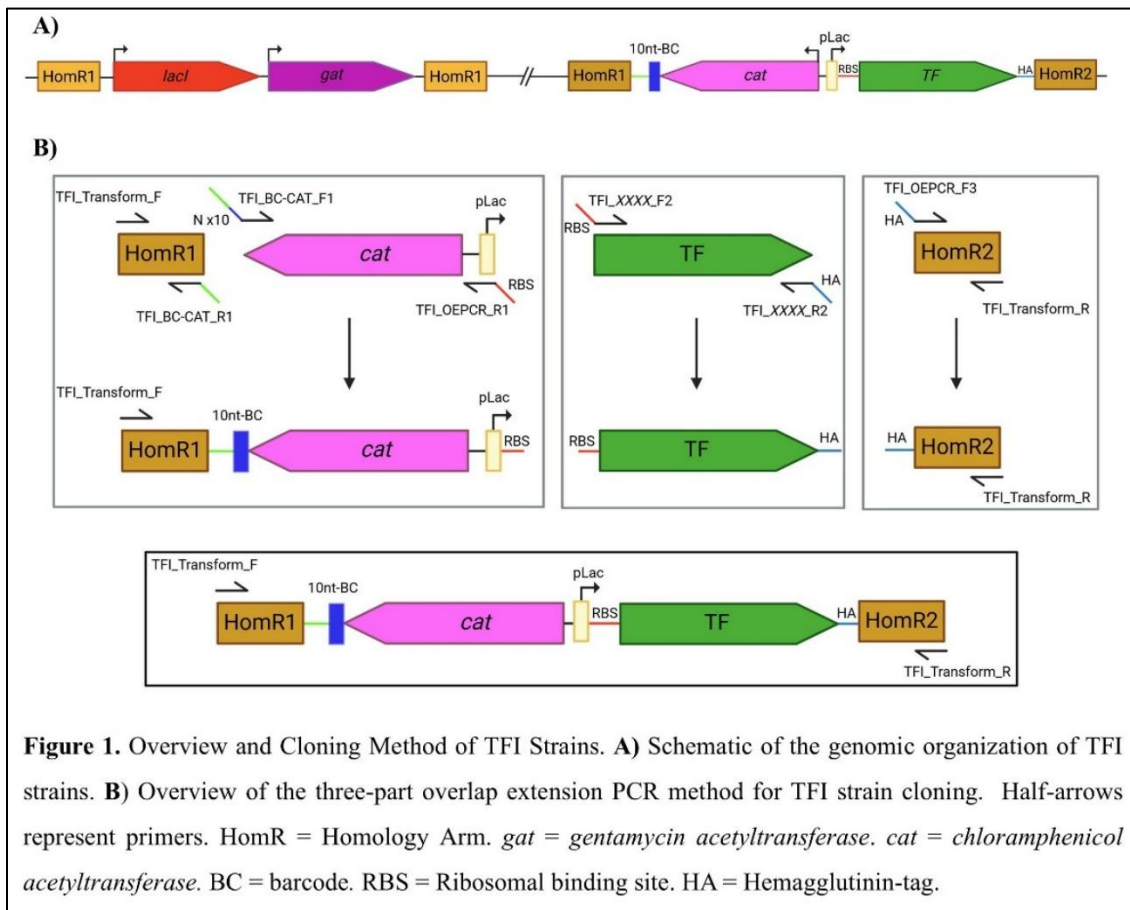 A)
HomR1
lacI
gat
HomR1
//
HomR1
10nt-BC
cat
pLac
RBS
TF
HA
HomR2
B)
TFI_Transform_F
N x10
TFI_BC-CAT_F1
pLac
HomR1
cat
TFI_BC-CAT_R1
TFI_OEPCR_R1
RBS
TFI_Transform_F
10nt-BC
pLac
HomR1
cat
RBS
TFI_XXXX_F2
RBS
TF
HA
TFI_XXXX_R2
RBS
TF
HA
TFI_OEPCR_F3
HA
HomR2
TFI_Transform_R
HA
HomR2
TFI_Transform_R
TFI_Transform_F
10nt-BC
pLac
HomR1
cat
RBS
TF
HA
HomR2
TFI_Transform_R
Figure 1. Overview and Cloning Method of TFI Strains. A) Schematic of the genomic organization of TFI
strains. B) Overview of the three-part overlap extension PCR method for TFI strain cloning. Half-arrows
represent primers. HomR = Homology Arm. gat = gentamycin acetyltransferase. cat = chloramphenicol
acetyltransferase. BC = barcode. RBS = Ribosomal binding site. HA = Hemagglutinin-tag.